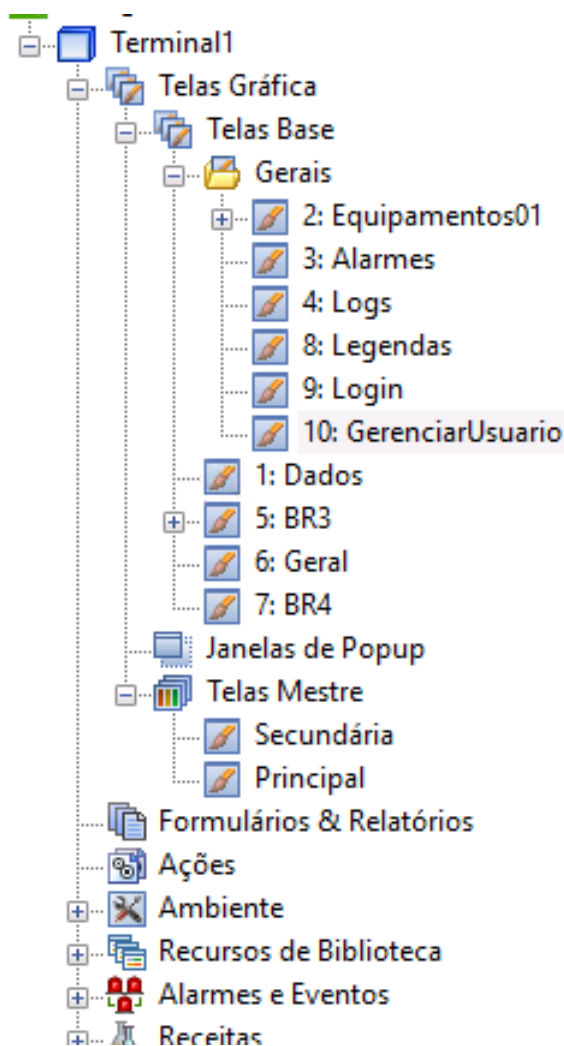 Terminal1
Telas Gráfica
Telas Base
Gerais
2: Equipamentos01
3: Alarmes
4: Logs
8: Legendas
9: Login
10: GerenciarUsuario
1: Dados
5: BR3
6: Geral
7: BR4
Janelas de Popup
Telas Mestre
Secundária
Principal
Formulários & Relatórios
Ações
Ambiente
Recursos de Biblioteca
Alarmes e Eventos
Receitas